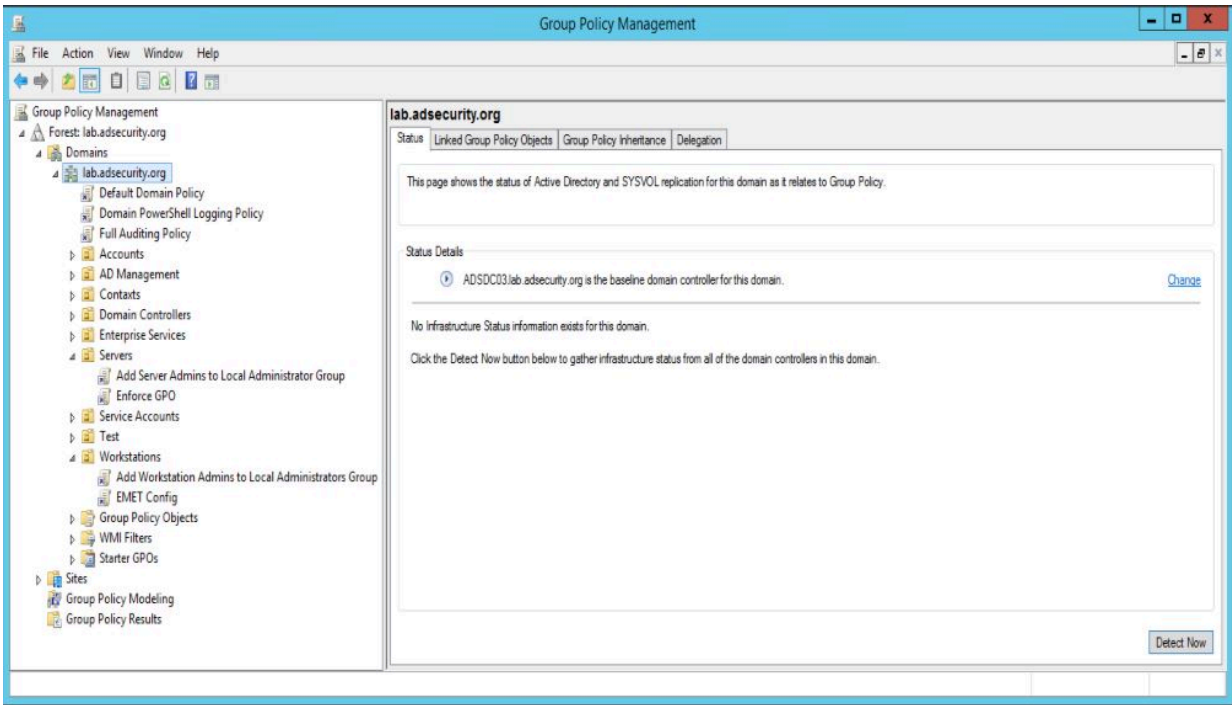 Group Policy Management
File Action View Window Help
Group Policy Management
Forest: lab.adsecurity.org
Domains
lab.adsecurity.org
Default Domain Policy
Domain PowerShell Logging Policy
Full Auditing Policy
Accounts
AD Management
Contaxts
Domain Controllers
Enterprise Services
Servers
Add Server Admins to Local Administrator Group
Enforce GPO
Service Accounts
Test
Workstations
Add Workstation Admins to Local Administrators Group
EMET Config
Group Policy Objects
WMI Filters
Starter GPOs
Sites
Group Policy Modeling
Group Policy Results
lab.adsecurity.org
Status Linked Group Policy Objects Group Policy Inheritance Delegation
This page shows the status of Active Directory and SYSVOL replication for this domain as it relates to Group Policy.
Status Details
ADSDC03.lab.adsecurity.org is the baseline domain controller for this domain. Change
No Infrastructure Status information exists for this domain.
Click the Detect Now button below to gather infrastructure status from all of the domain controllers in this domain.
Detect Now